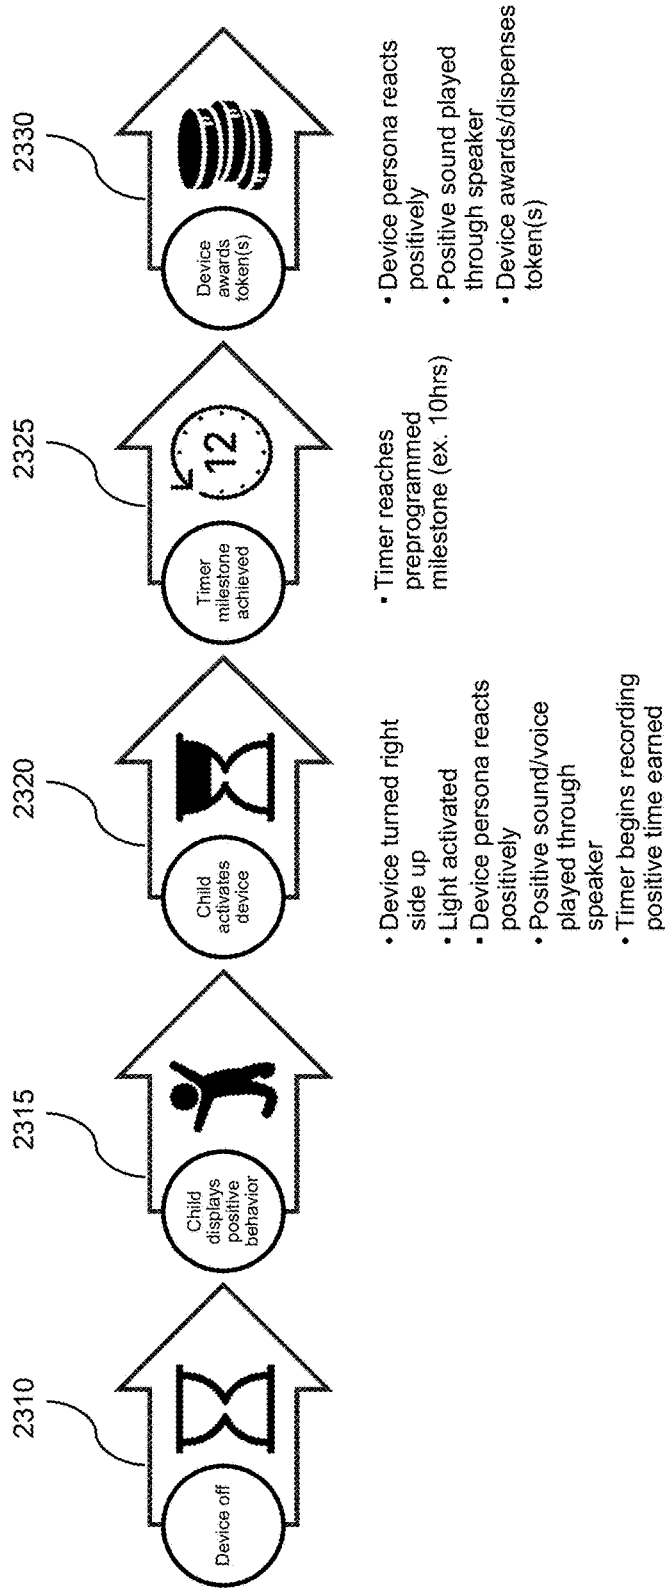 2310
Device off
2315
Child
displays
positive
behavior
2320
Child
activates
device
• Device turned right
side up
• Light activated
• Device persona reacts
positively
• Positive sound/voice
played through
speaker
• Timer begins recording
positive time earned
2325
Timer
milestone
achieved
12
• Timer reaches
preprogrammed
milestone (ex. 10hrs)
2330
Device
awards
token(s)
• Device persona reacts
positively
• Positive sound played
through speaker
• Device awards/dispenses
token(s)